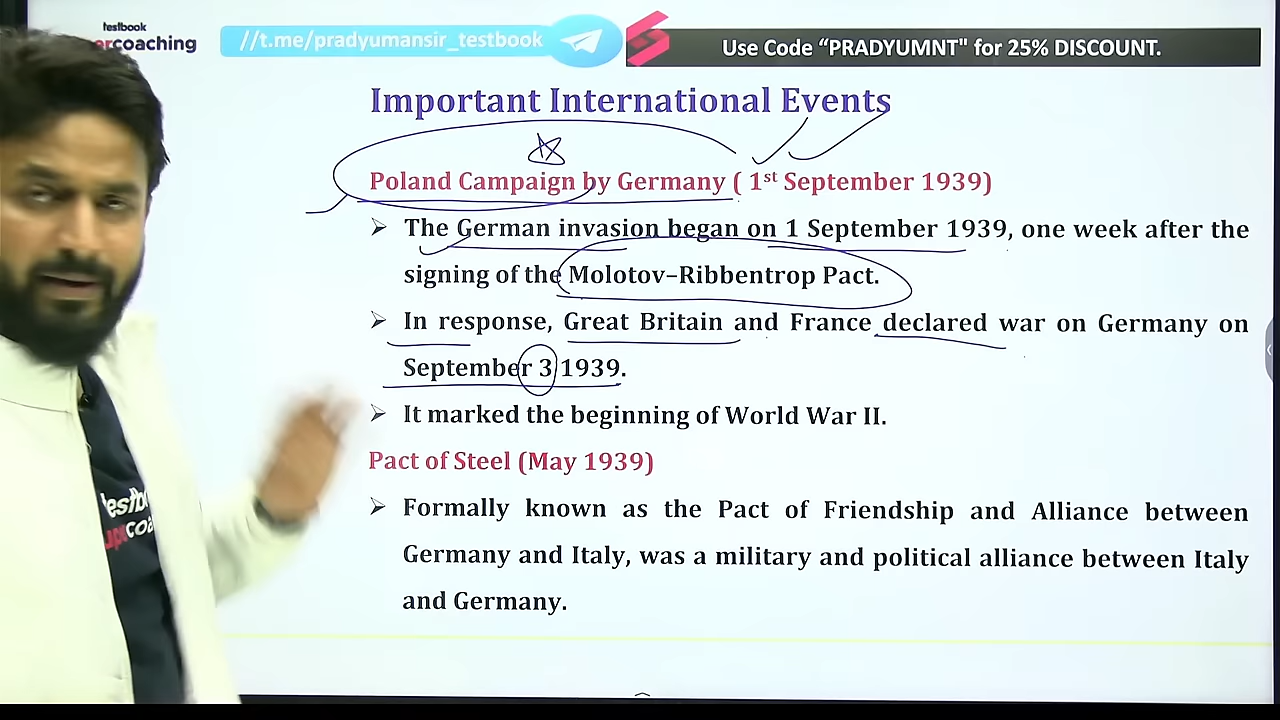 testbook
ercoaching
//t.me/pradyumansir_testbook
Use Code “PRADYUMNT" for 25% DISCOUNT.
Important International Events
Poland Campaign by Germany ( 1st September 1939)
➢ The German invasion began on 1 September 1939, one week after the
signing of the Molotov–Ribbentrop Pact.
➢ In response, Great Britain and France declared war on Germany on
September 3 1939.
➢ It marked the beginning of World War II.
Pact of Steel (May 1939)
➢ Formally known as the Pact of Friendship and Alliance between
Germany and Italy, was a military and political alliance between Italy
and Germany.